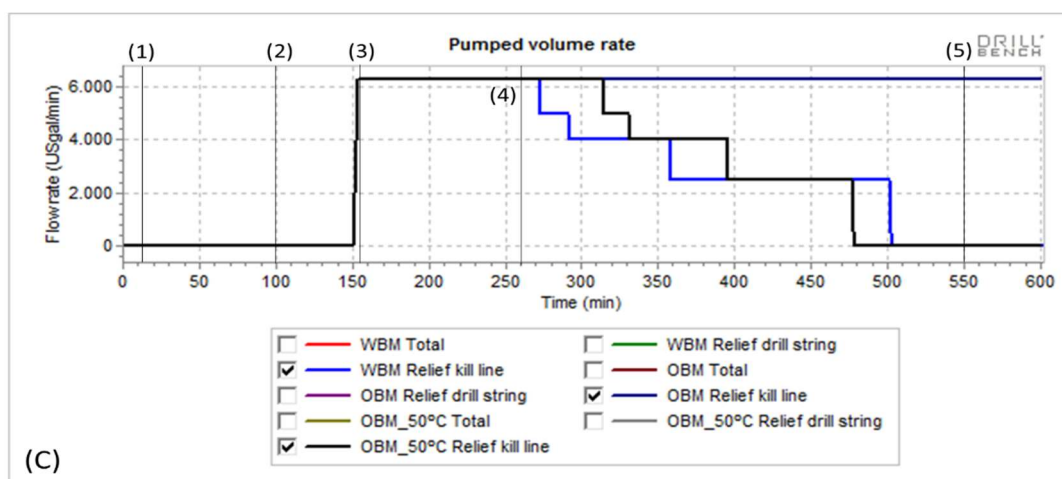 (1) (2) (3) Pumped volume rate (5) DRILL
BENCH
Flowrate (USgal/min)
6.000
4.000
2.000
0
(4)
0 50 100 150 200 250 300 350 400 450 500 550 600
Time (min)
WBM Total WBM Relief drill string
WBM Relief kill line OBM Total
OBM Relief drill string OBM Relief kill line
OBM_50ºC Total OBM_50ºC Relief drill string
OBM_50ºC Relief kill line
(C)